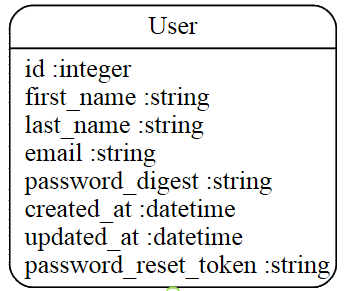 User
id :integer
first_name :string
last_name :string
email :string
password_digest :string
created_at :datetime
updated_at :datetime
password_reset_token :string